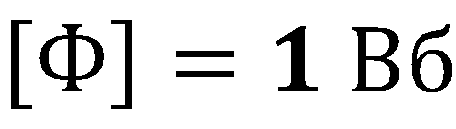 [Ф] = 1 Вб